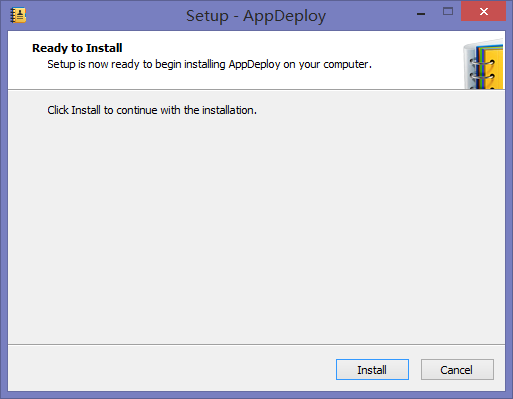 Setup - AppDeploy
Ready to Install
Setup is now ready to begin installing AppDeploy on your computer.
Click Install to continue with the installation.
Install
Cancel